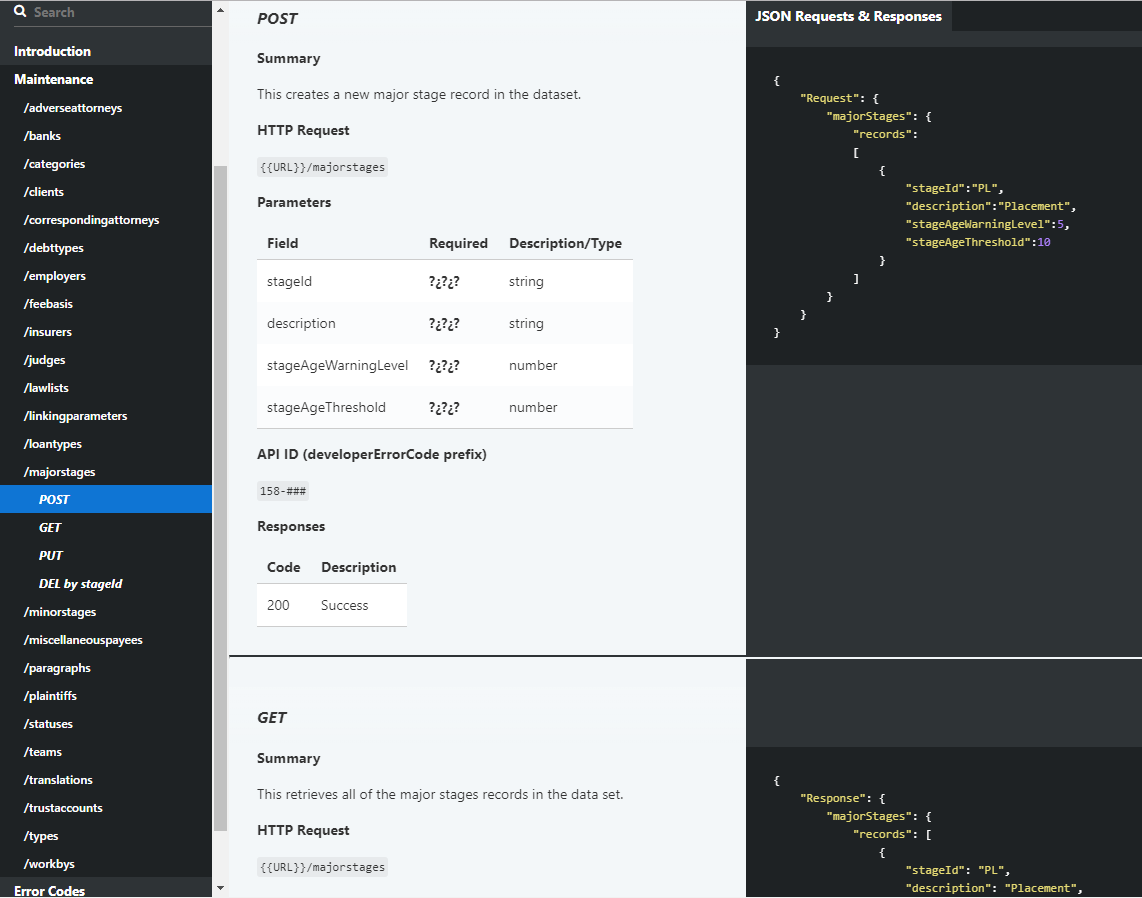 Search
Introduction
Maintenance
/adverseattorneys
/banks
/categories
/clients
/correspondingattorneys
/debttypes
/employers
/feebasis
/insurers
/judges
/lawlists
/linkingparameters
/loantypes
/majorstages
POST
GET
PUT
DEL by stageId
/minorstages
/miscellaneouspayees
/paragraphs
/plaintiffs
/statuses
/teams
/translations
/trustaccounts
/types
/workbys
Error Codes
POST
Summary
This creates a new major stage record in the dataset.
HTTP Request
{{URL}}/majorstages
Parameters
Field Required Description/Type
stageId ?¿?¿? string
description ?¿?¿? string
stageAgeWarningLevel ?¿?¿? number
stageAgeThreshold ?¿?¿? number
API ID (developerErrorCode prefix)
158-###
Responses
Code Description
200 Success
GET
Summary
This retrieves all of the major stages records in the data set.
HTTP Request
{{URL}}/majorstages
JSON Requests & Responses
{
"Request": {
"majorStages": {
"records":
[
{
"stageId":"PL",
"description":"Placement",
"stageAgeWarningLevel":5,
"stageAgeThreshold":10
}
]
}
}
}
{
"Response": {
"majorStages": {
"records": [
{
"stageId": "PL",
"description": "Placement",